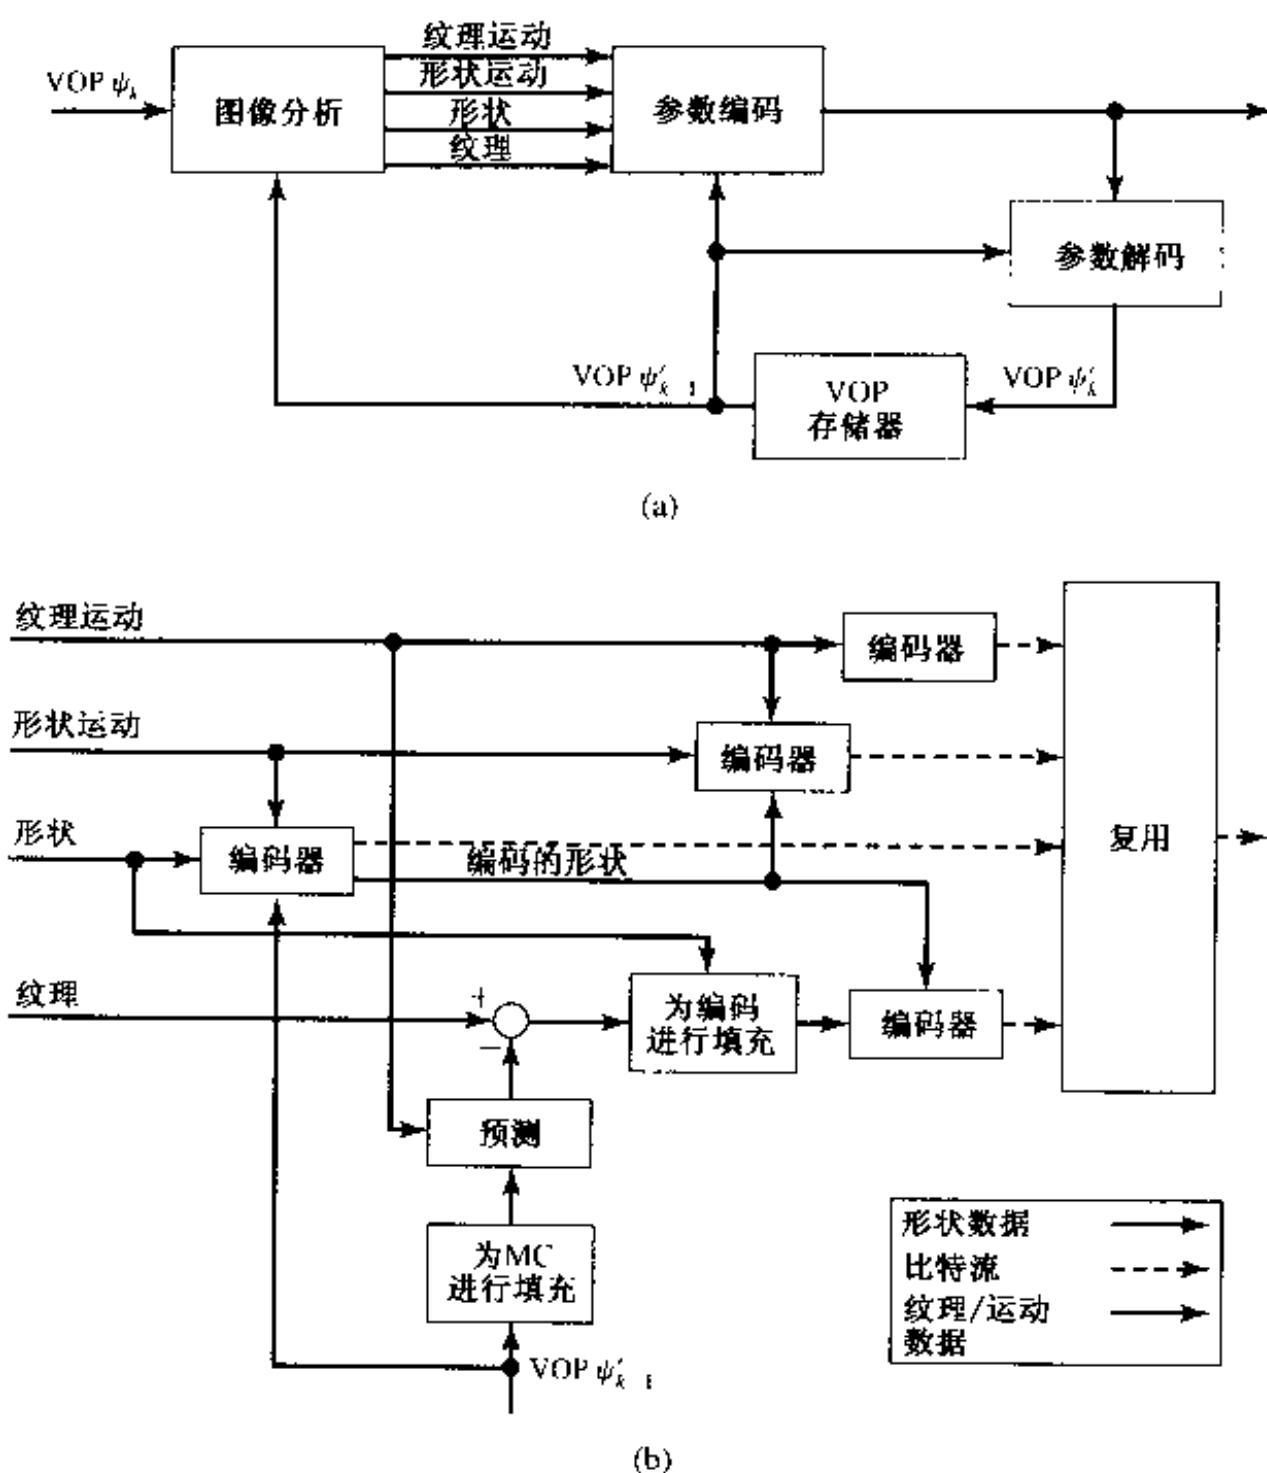 纹理运动
VOP ψk
形状运动
图像分析
参数编码
形状
纹理
参数解码
VOP ψ′k−1
VOP
存储器
VOP ψ′k
(a)
纹理运动
编码器
形状运动
编码器
形状
编码器
编码的形状
复用
纹理
+
−
为编码
进行填充
编码器
预测
为MC
进行填充
形状数据
比特流
纹理/运动
数据
VOP ψ′k−1
(b)